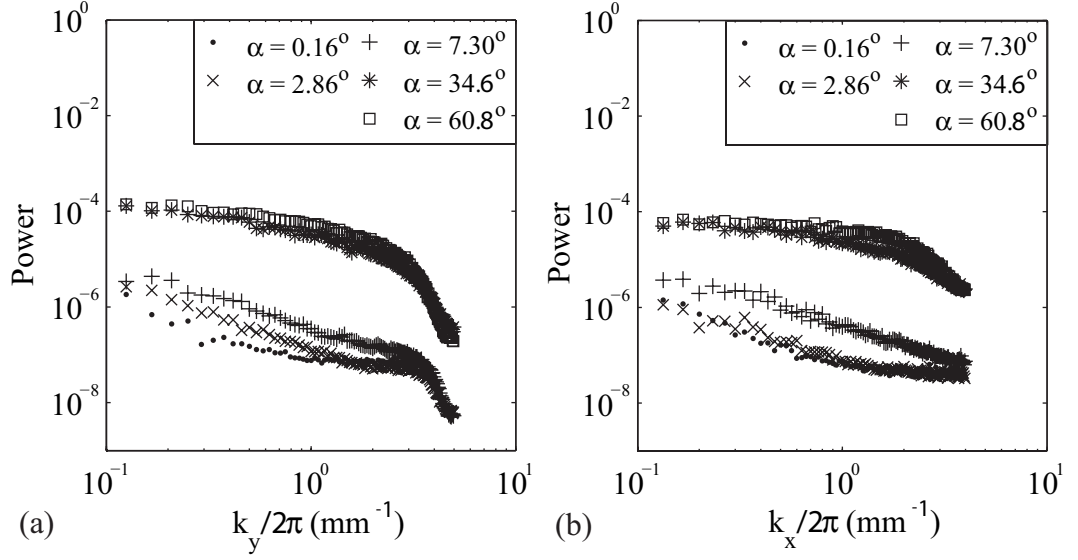 10⁰
10⁻²
10⁻⁴
10⁻⁶
10⁻⁸
Power
α = 0.16°
α = 7.30°
α = 2.86°
α = 34.6°
α = 60.8°
10⁻¹
10⁰
10¹
(a)
k_y/2π (mm⁻¹)
10⁰
10⁻²
10⁻⁴
10⁻⁶
10⁻⁸
Power
α = 0.16°
α = 7.30°
α = 2.86°
α = 34.6°
α = 60.8°
10⁻¹
10⁰
10¹
(b)
k_x/2π (mm⁻¹)